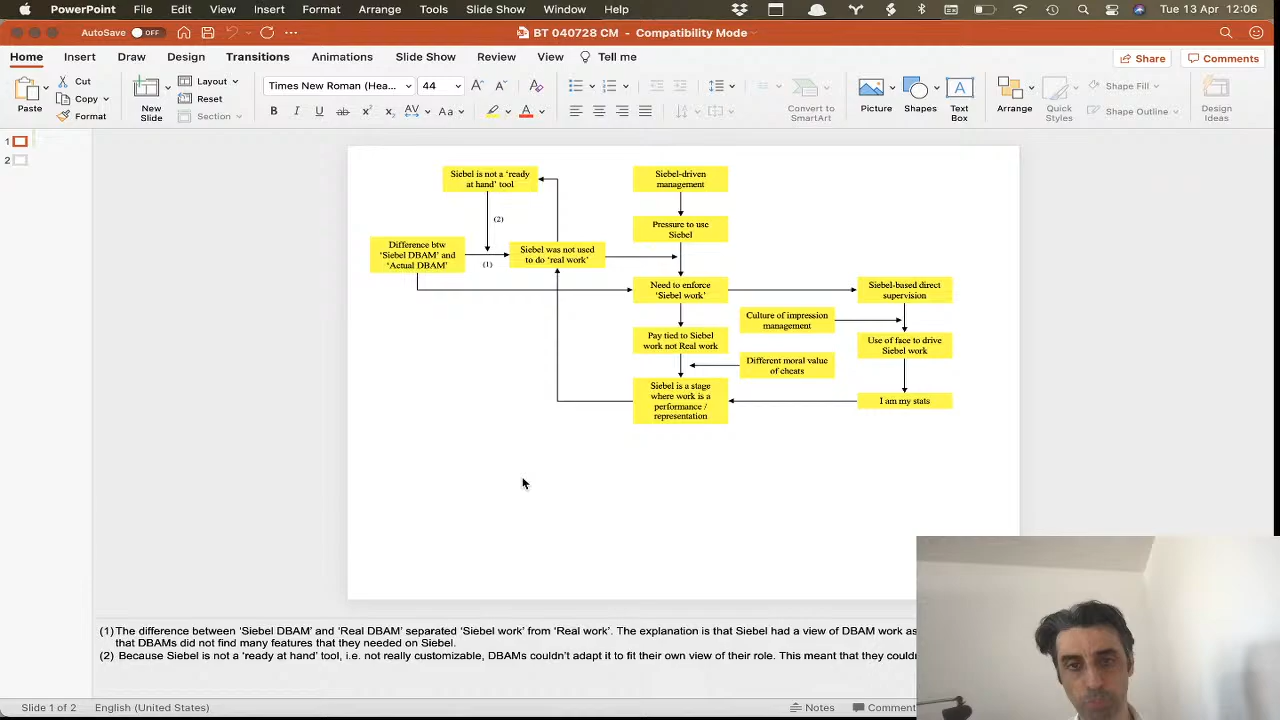 PowerPoint File Edit View Insert Format Arrange Tools Slide Show Window Help Tue 13 Apr 12:06
AutoSave OFF BT 040728 CM - Compatibility Mode
Home Insert Draw Design Transitions Animations Slide Show Review View Tell me Share Comments
Paste Cut Copy Format
New Slide Layout Reset Section
Times New Roman (Hea... 44
B I U ab x² x₂ AV Aa A
Convert to SmartArt
Picture Shapes Text Box
Arrange Quick Styles Shape Fill Shape Outline
Design Ideas
1
2
Siebel is not a ‘ready
at hand’ tool
Siebel-driven
management
(2)
Pressure to use
Siebel
Difference btw
‘Siebel DBAM’ and
‘Actual DBAM’
(1)
Siebel was not used
to do ‘real work’
Need to enforce
‘Siebel work’
Siebel-based direct
supervision
Culture of impression
management
Pay tied to Siebel
work not Real work
Use of face to drive
Siebel work
Different moral value
of cheats
Siebel is a stage
where work is a
performance /
representation
I am my stats
(1) The difference between ‘Siebel DBAM’ and ‘Real DBAM’ separated ‘Siebel work’ from ‘Real work’. The explanation is that Siebel had a view of DBAM work as
that DBAMs did not find many features that they needed on Siebel.
(2) Because Siebel is not a ‘ready at hand’ tool, i.e. not really customizable, DBAMs couldn’t adapt it to fit their own view of their role. This meant that they
Slide 1 of 2 English (United States) Notes Comment